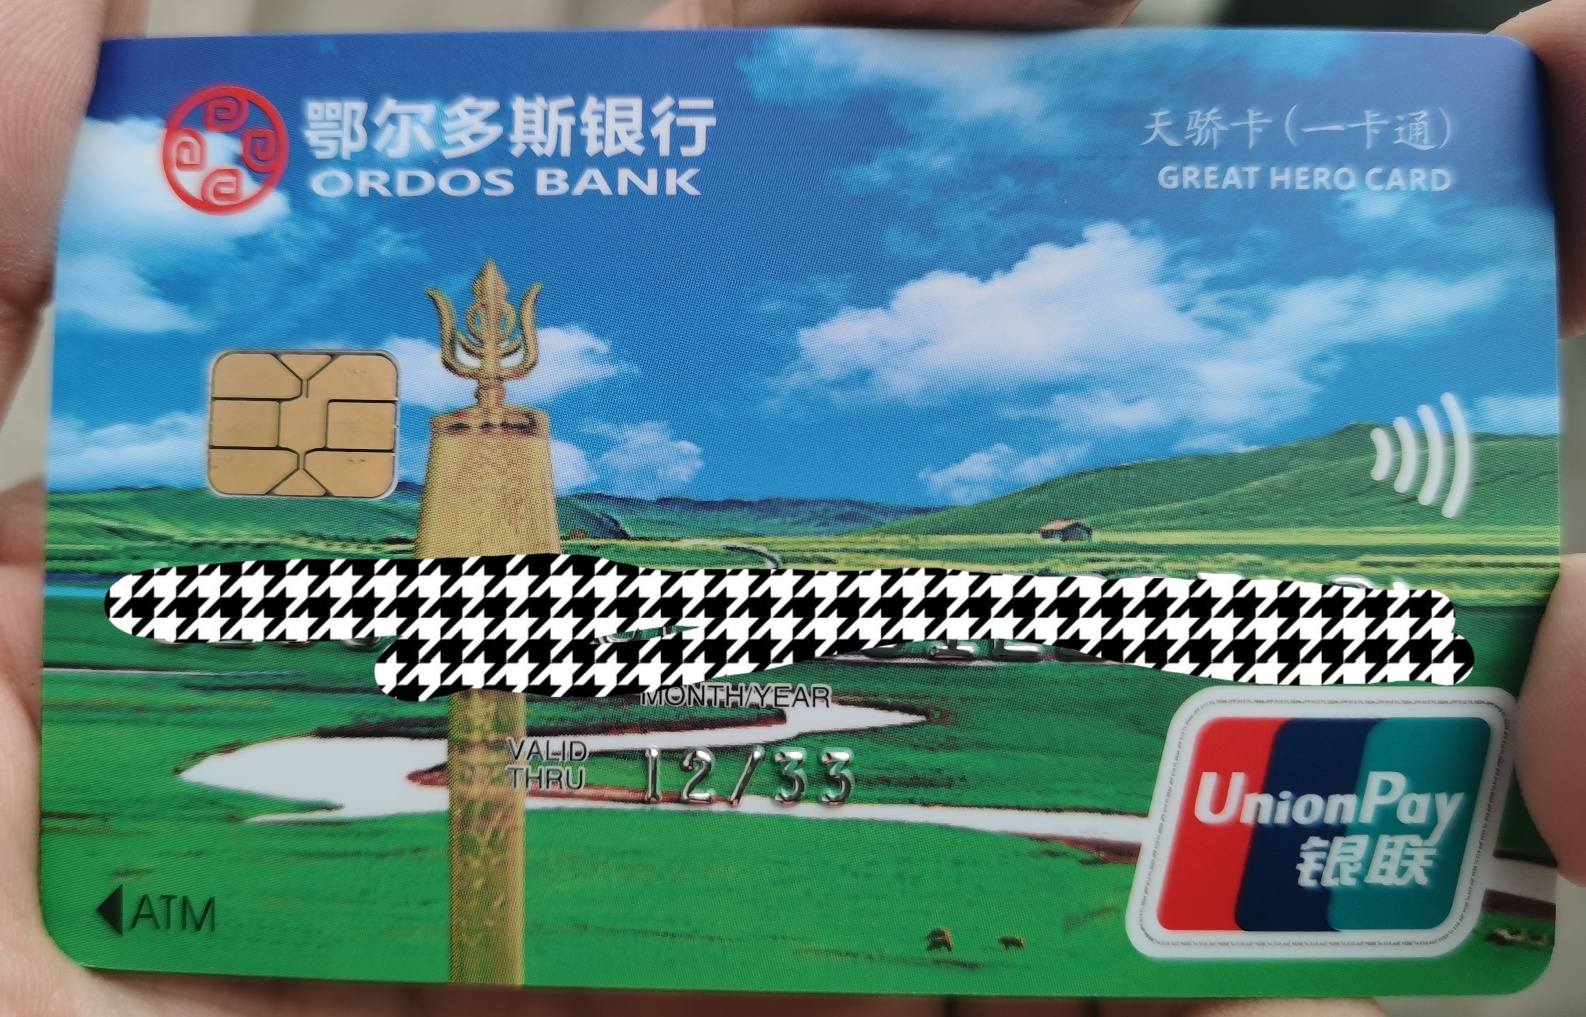 鄂尔多斯银行
ORDOS BANK
天骄卡(一卡通)
GREAT HERO CARD
MONTH/YEAR
VALID
THRU
12/33
ATM
UnionPay
银联